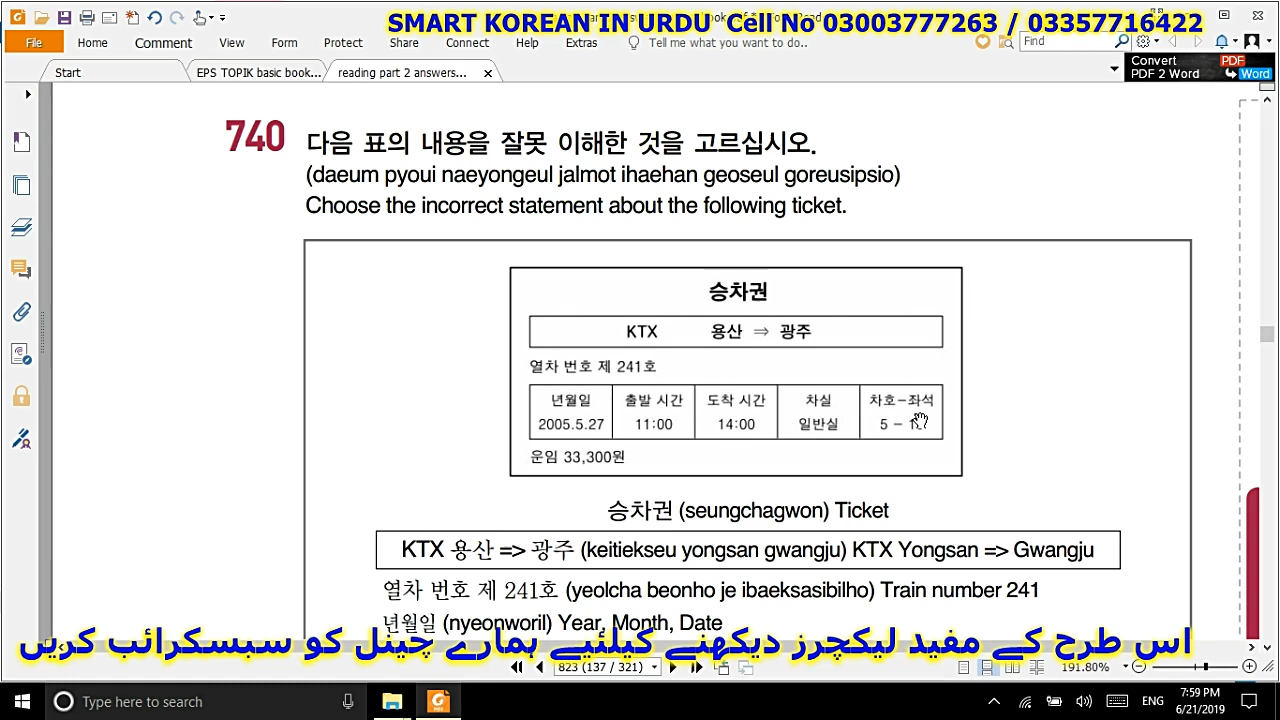 SMART KOREAN IN URDU Cell No 03003777263 / 03357716422
File Home Comment View Form Protect Share Connect Help Extras Tell me what you want to do.. Find
Start EPS TOPIK basic book... reading part 2 answers... Convert PDF 2 Word PDF Word
740 다음 표의 내용을 잘못 이해한 것을 고르십시오.
(daeum pyoui naeyongeul jalmot ihaehan geoseul goreusipsio)
Choose the incorrect statement about the following ticket.
승차권
KTX 용산 ⇒ 광주
열차 번호 제 241호
년월일 출발 시간 도착 시간 차실 차호-좌석
2005.5.27 11:00 14:00 일반실 5 -
운임 33,300원
승차권 (seungchagwon) Ticket
KTX 용산 => 광주 (keitiekseu yongsan gwangju) KTX Yongsan => Gwangju
열차 번호 제 241호 (yeolcha beonho je ibaeksasibilho) Train number 241
년월일 (nyeonworil) Year, Month, Date
اس طرح کے مفید لیکچرز دیکھنے کیلئیے ہمارے چینل کو سبسکرائب کریں
823 (137 / 321) 191.80%
Type here to search ENG 7:59 PM
6/21/2019